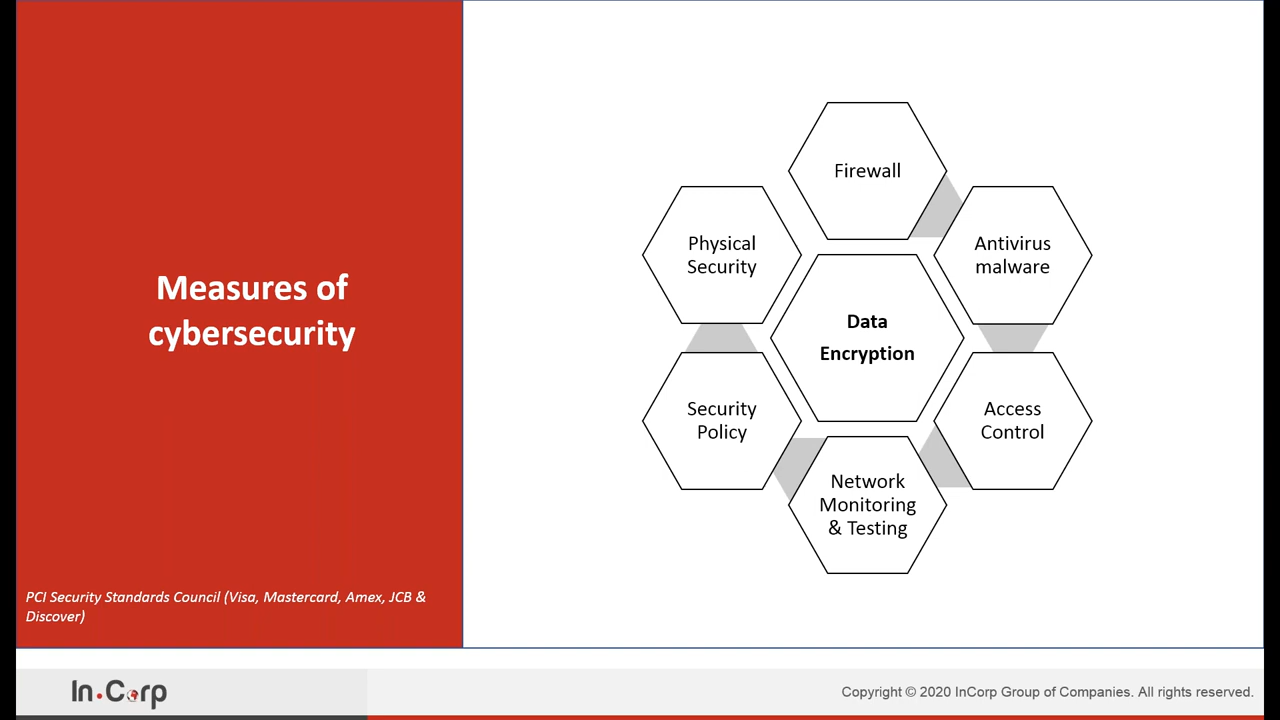 Measures of
cybersecurity
PCI Security Standards Council (Visa, Mastercard, Amex, JCB &
Discover)
Firewall
Antivirus
malware
Access
Control
Network
Monitoring
& Testing
Security
Policy
Physical
Security
Data
Encryption
In.Corp
Copyright © 2020 InCorp Group of Companies. All rights reserved.